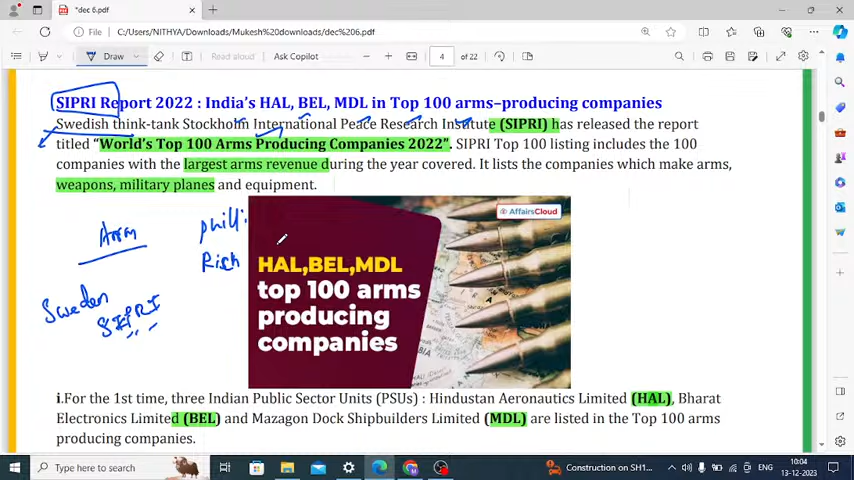 *dec 6.pdf
C:/Users/NITHYA/Downloads/Mukesh%20downloads/dec%206.pdf
Draw
Read aloud
Ask Copilot
4 of 22
SIPRI Report 2022 : India's HAL, BEL, MDL in Top 100 arms–producing companies
Swedish think-tank Stockholm International Peace Research Institute (SIPRI) has released the report
titled “World's Top 100 Arms Producing Companies 2022”. SIPRI Top 100 listing includes the 100
companies with the largest arms revenue during the year covered. It lists the companies which make arms,
weapons, military planes and equipment.
AffairsCloud
Arm
phili
Rish
Sweden
SIPRI
HAL,BEL,MDL
top 100 arms
producing
companies
i.For the 1st time, three Indian Public Sector Units (PSUs) : Hindustan Aeronautics Limited (HAL), Bharat
Electronics Limited (BEL) and Mazagon Dock Shipbuilders Limited (MDL) are listed in the Top 100 arms
producing companies.
Type here to search
Construction on SH1...
ENG
10:04
13-12-2023